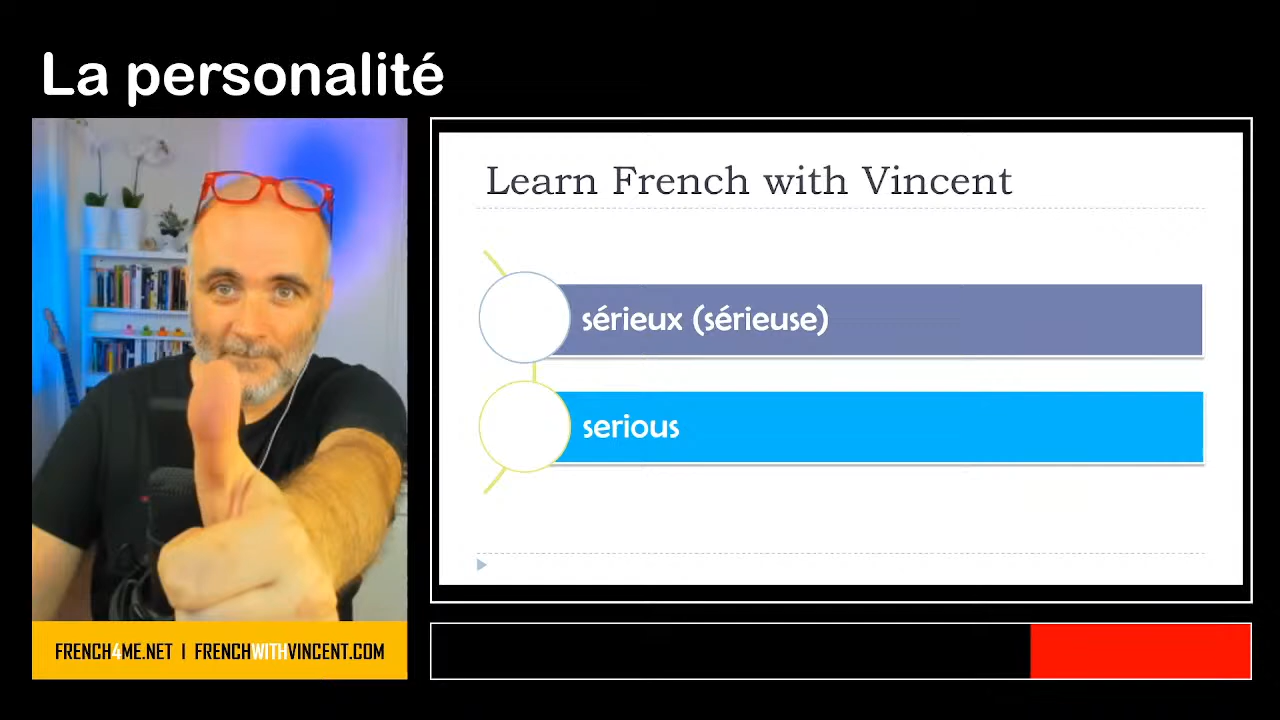 La personalité
Learn French with Vincent
sérieux (sérieuse)
serious
FRENCH4ME.NET I FRENCHWITHVINCENT.COM